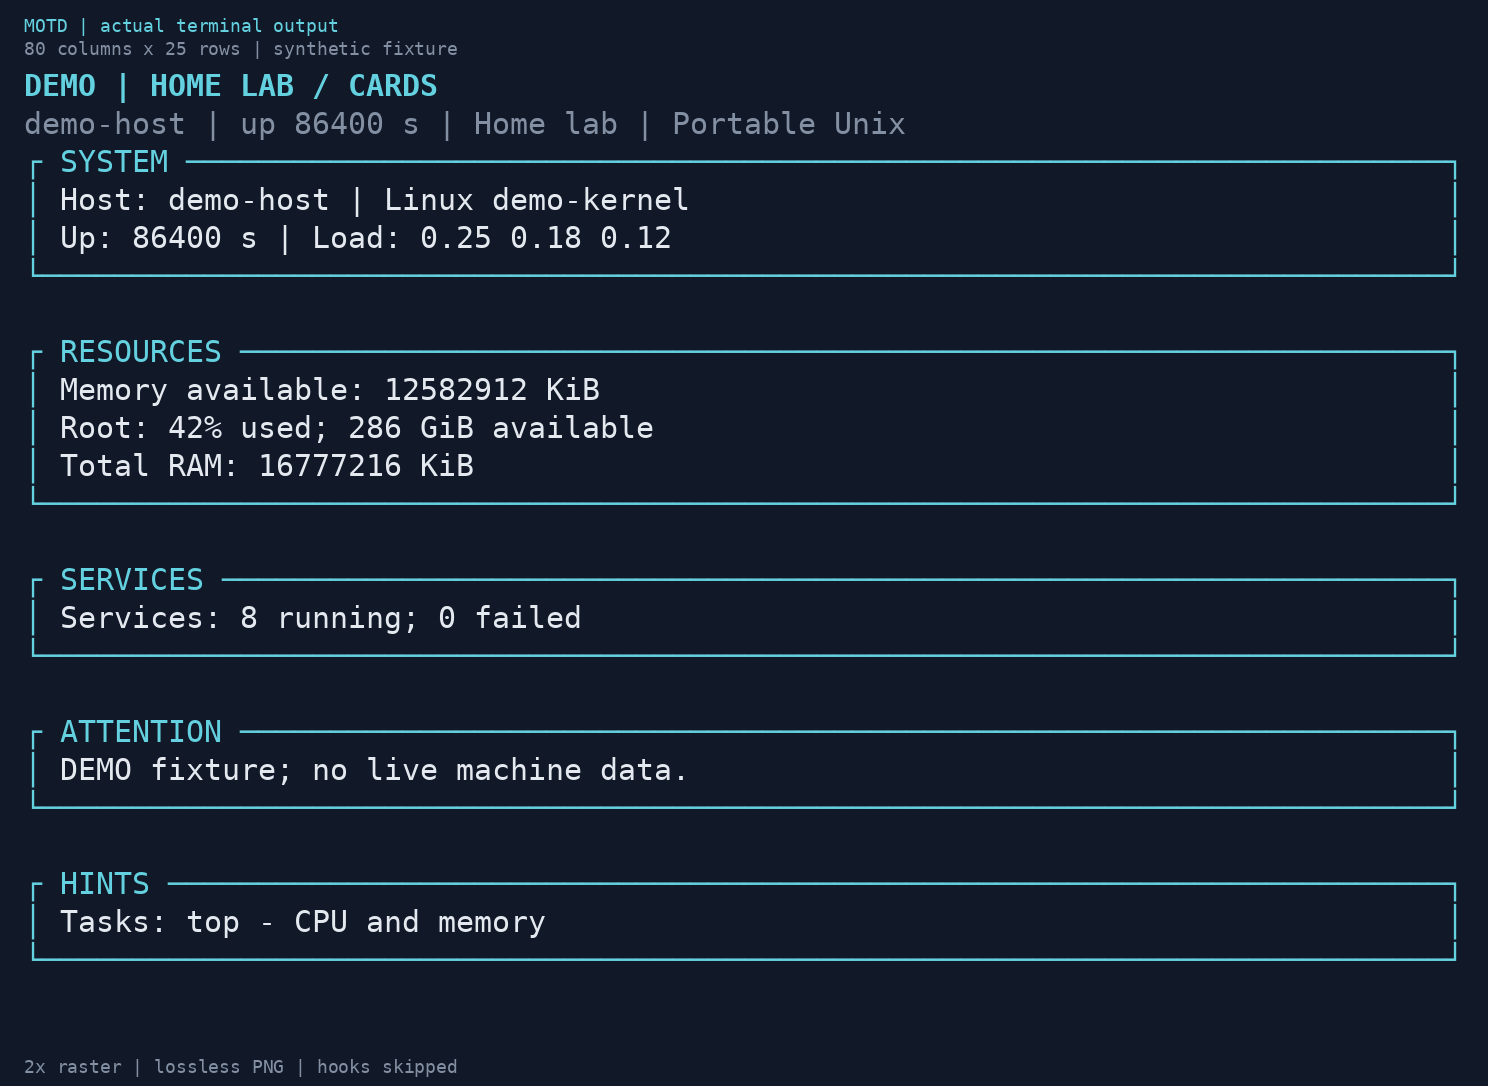 MOTD | actual terminal output
80 columns x 25 rows | synthetic fixture
DEMO | HOME LAB / CARDS
demo-host | up 86400 s | Home lab | Portable Unix
SYSTEM
Host: demo-host | Linux demo-kernel
Up: 86400 s | Load: 0.25 0.18 0.12
RESOURCES
Memory available: 12582912 KiB
Root: 42% used; 286 GiB available
Total RAM: 16777216 KiB
SERVICES
Services: 8 running; 0 failed
ATTENTION
DEMO fixture; no live machine data.
HINTS
Tasks: top - CPU and memory
2x raster | lossless PNG | hooks skipped